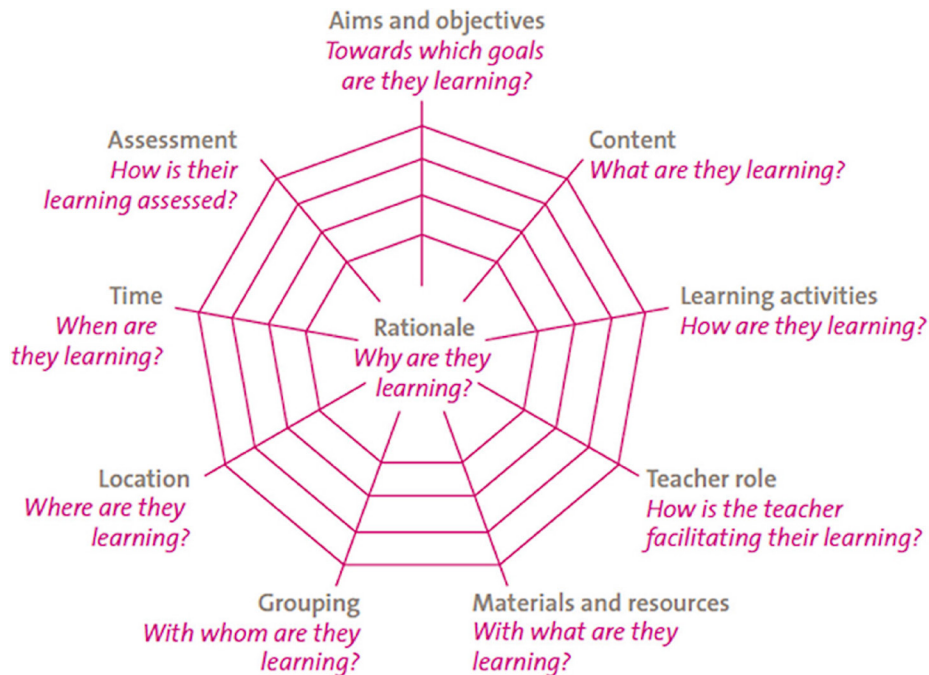 Aims and objectives
Towards which goals
are they learning?
Content
What are they learning?
Learning activities
How are they learning?
Teacher role
How is the teacher
facilitating their learning?
Materials and resources
With what are they
learning?
Grouping
With whom are they
learning?
Location
Where are they
learning?
Time
When are
they learning?
Assessment
How is their
learning assessed?
Rationale
Why are they
learning?